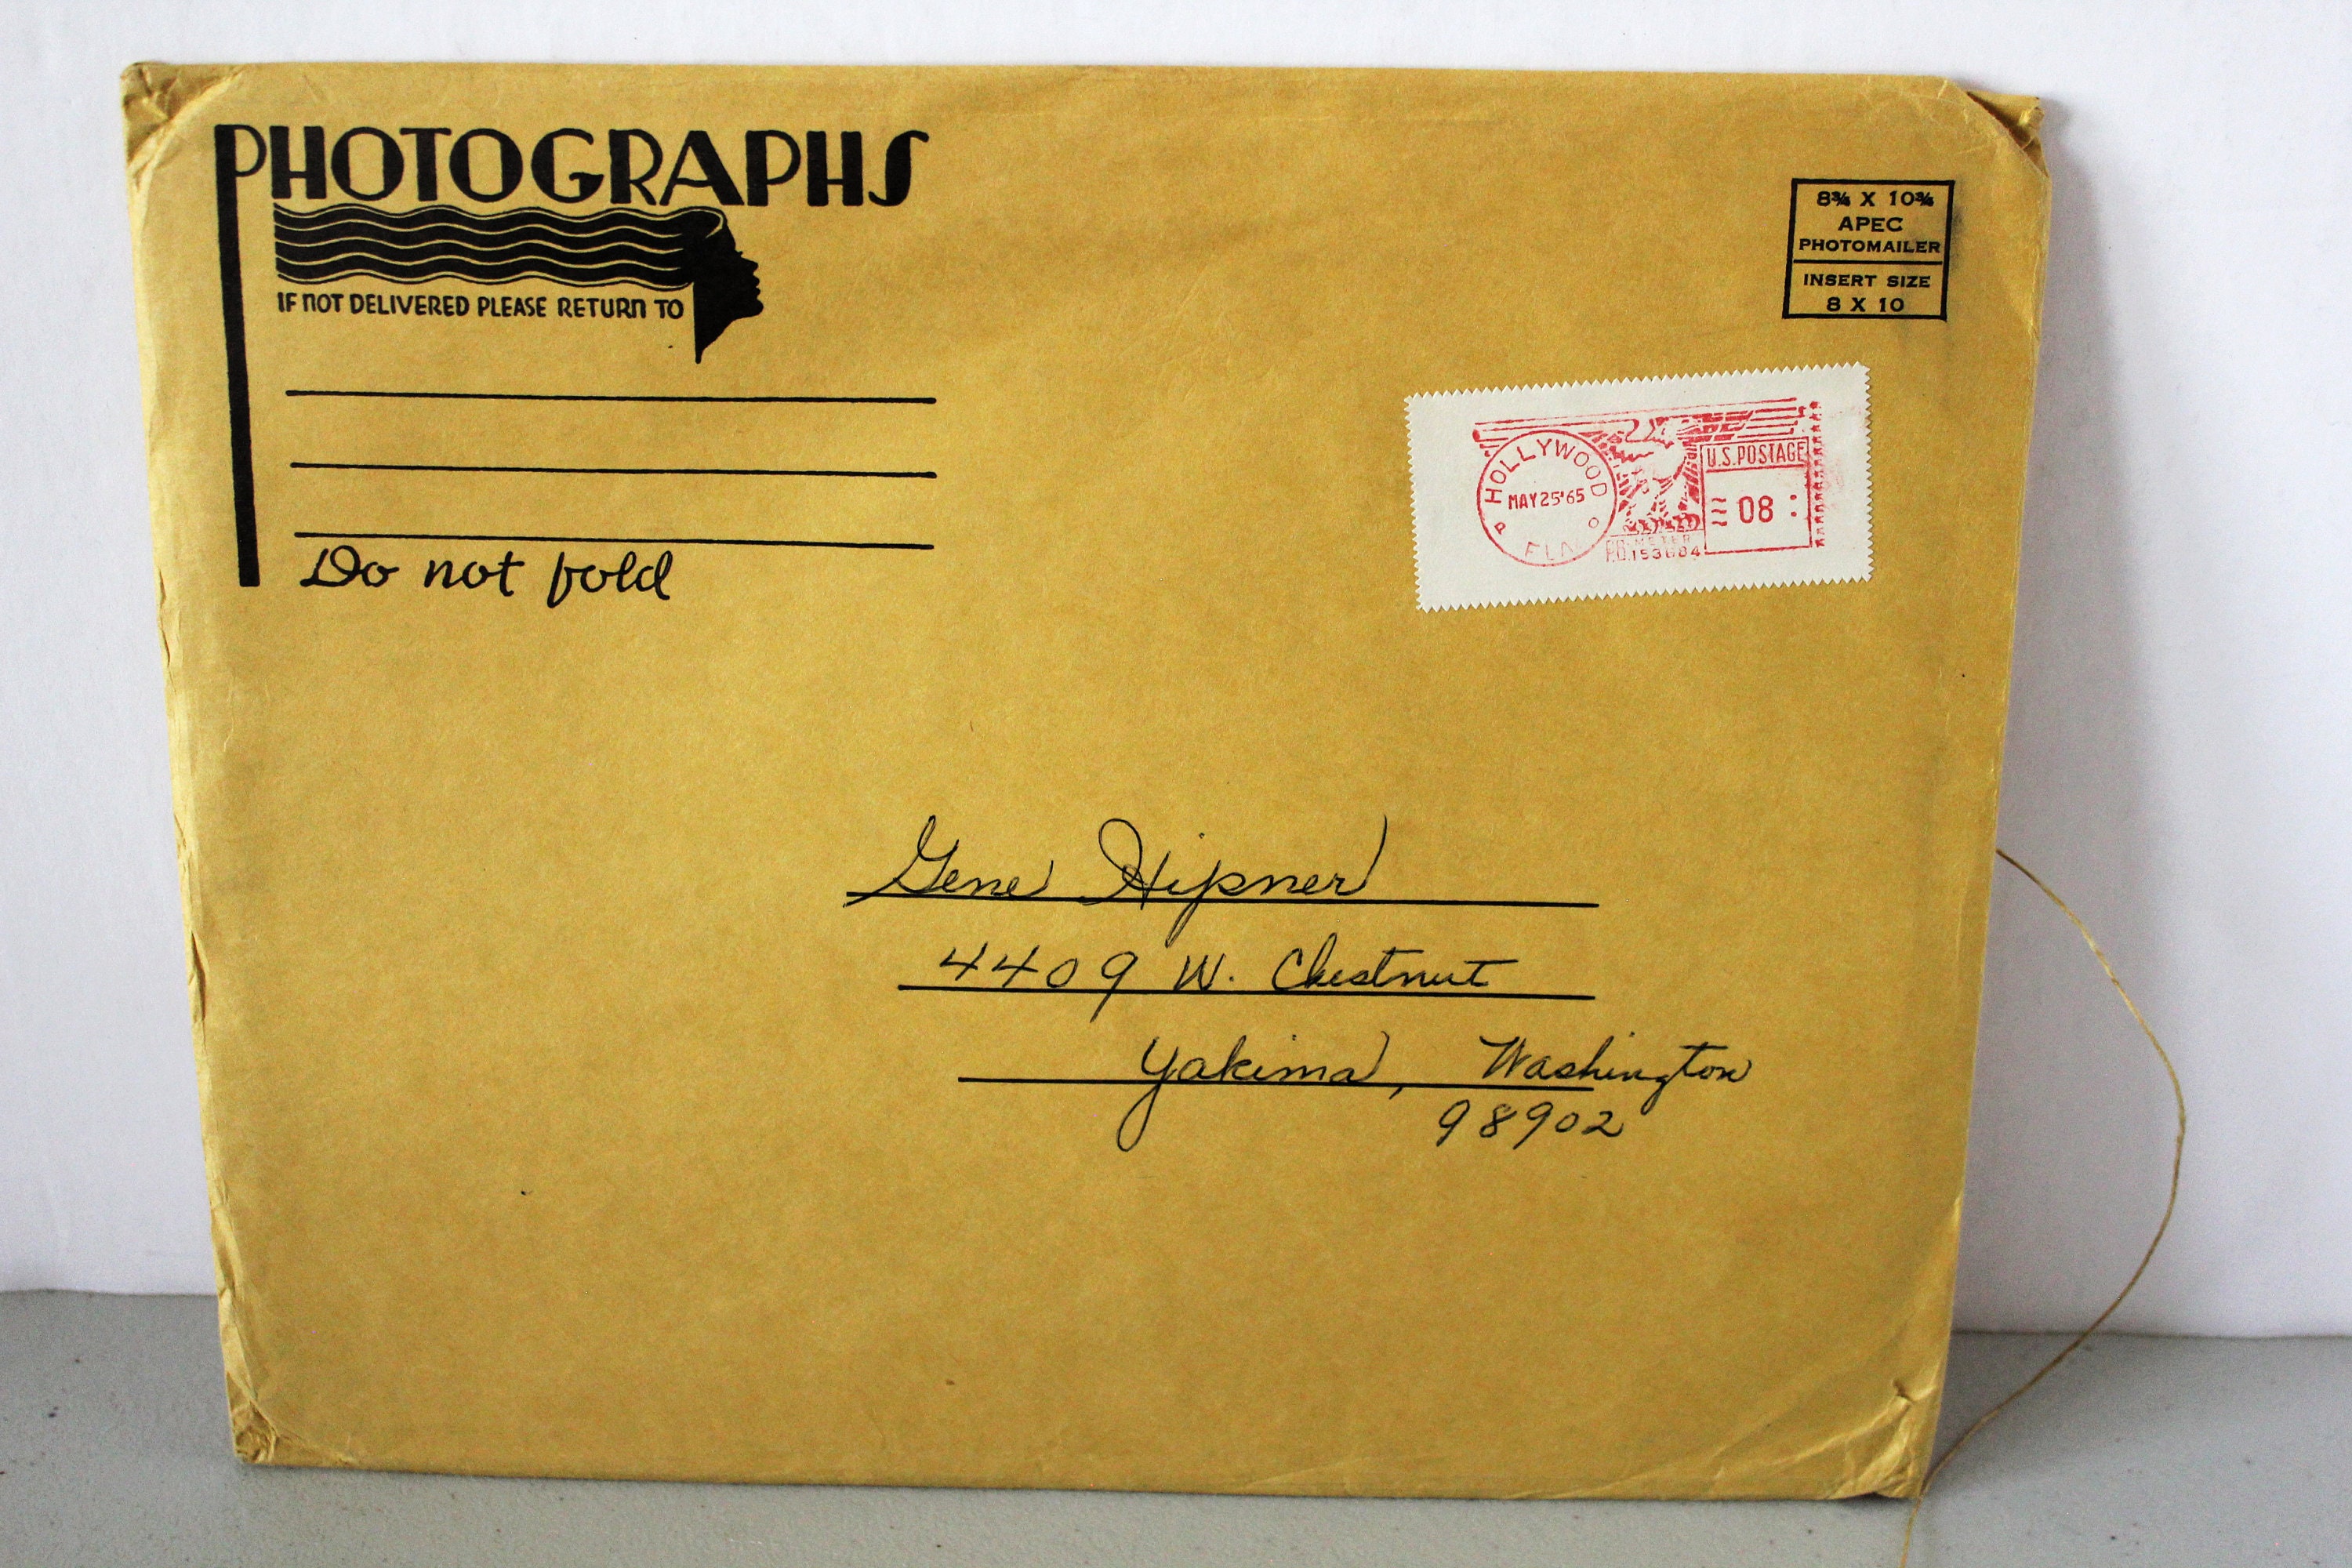 PHOTOGRAPHS
IF NOT DELIVERED PLEASE RETURN TO
Do not fold
8¾ X 10¾
APEC
PHOTOMAILER
INSERT SIZE
8 X 10
HOLLYWOOD
MAY 25 '65
FLA
U.S. POSTAGE
08
METER
Gene Hipner
4409 W. Chestnut
Yakima, Washington
98902